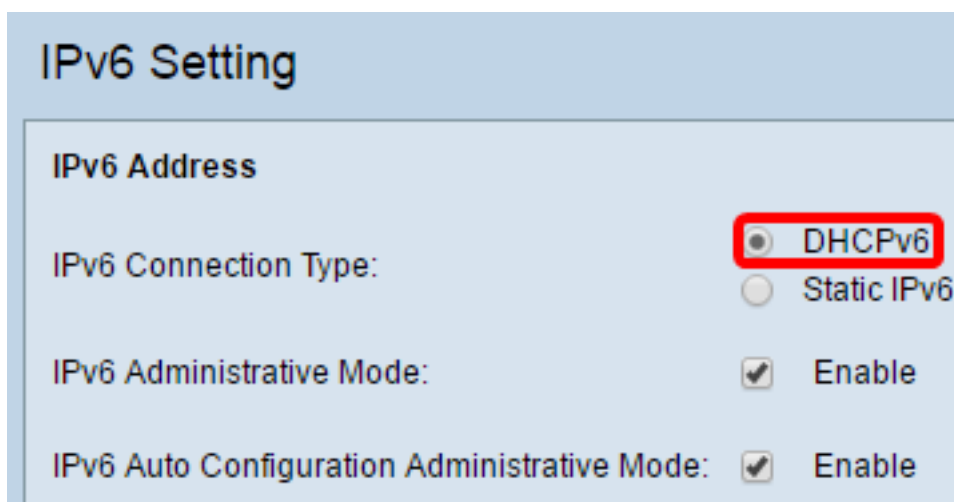 IPv6 Setting
IPv6 Address
IPv6 Connection Type:
DHCPv6
Static IPv6
IPv6 Administrative Mode:
Enable
IPv6 Auto Configuration Administrative Mode:
Enable